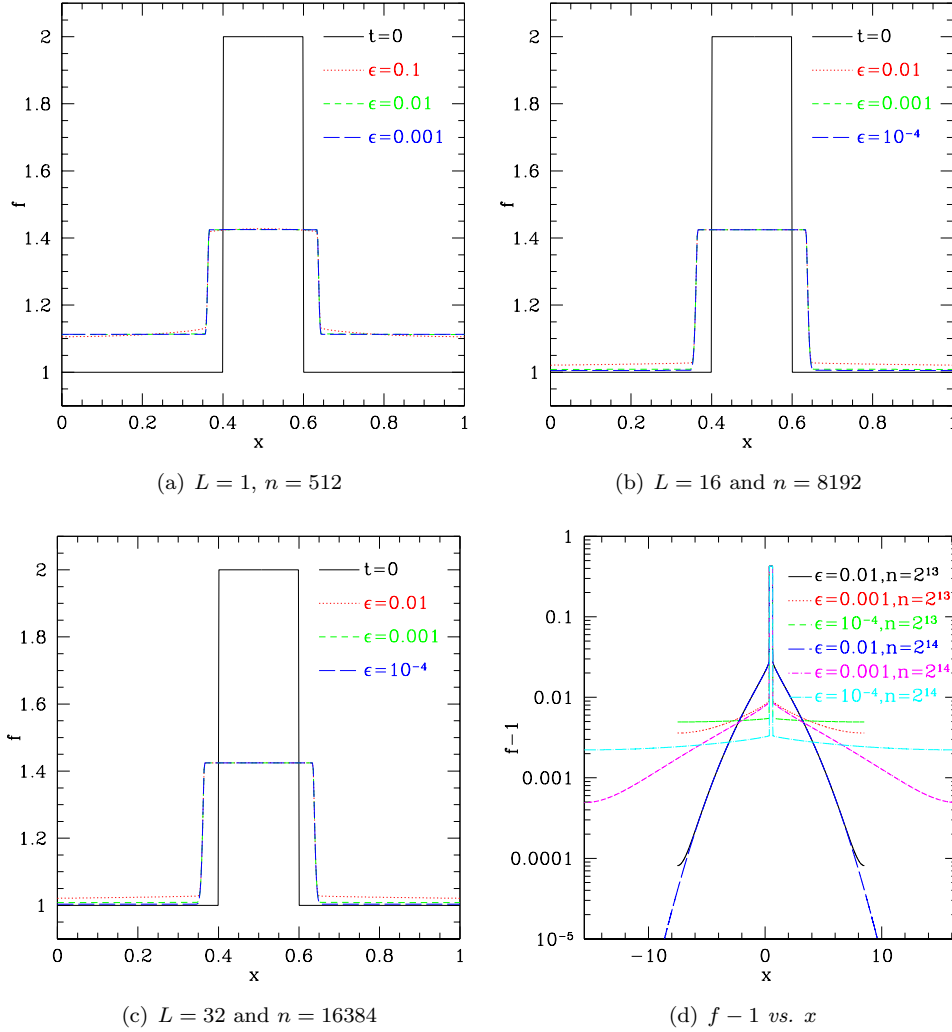 f
2
1.8
1.6
1.4
1.2
1
t=0
ϵ=0.1
ϵ=0.01
ϵ=0.001
0 0.2 0.4 0.6 0.8 1
x
(a) L = 1, n = 512
f
2
1.8
1.6
1.4
1.2
1
t=0
ϵ=0.01
ϵ=0.001
ϵ=10⁻⁴
0 0.2 0.4 0.6 0.8 1
x
(b) L = 16 and n = 8192
f
2
1.8
1.6
1.4
1.2
1
t=0
ϵ=0.01
ϵ=0.001
ϵ=10⁻⁴
0 0.2 0.4 0.6 0.8 1
x
(c) L = 32 and n = 16384
f−1
1
0.1
0.01
0.001
0.0001
10⁻⁵
ϵ=0.01,n=2¹³
ϵ=0.001,n=2¹³
ϵ=10⁻⁴,n=2¹³
ϵ=0.01,n=2¹⁴
ϵ=0.001,n=2¹⁴
ϵ=10⁻⁴,n=2¹⁴
−10 0 10
x
(d) f − 1 vs. x